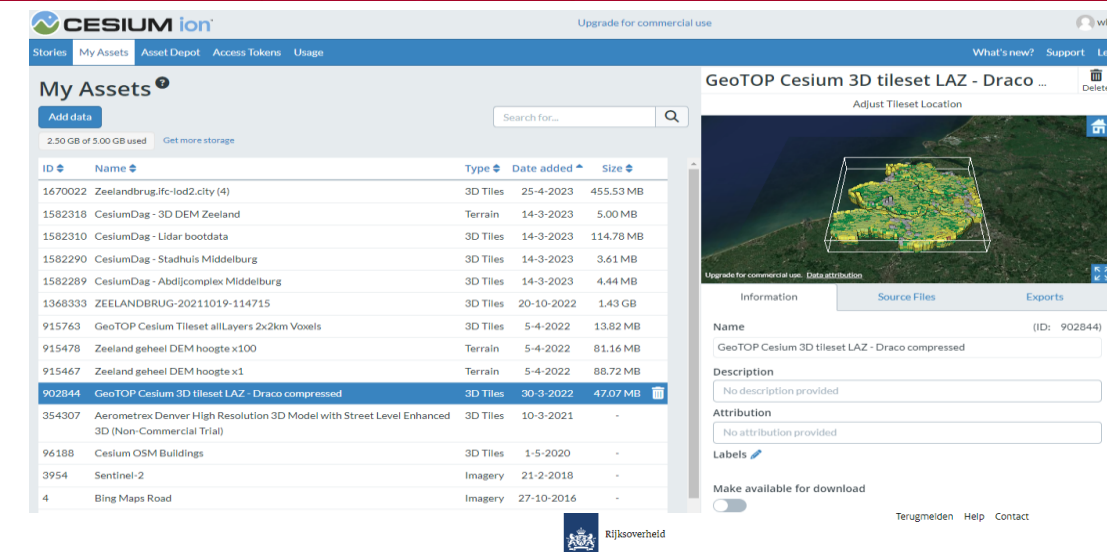 CESIUM ion
Upgrade for commercial use
Stories My Assets Asset Depot Access Tokens Usage
What's new? Support
My Assets
Add data
Search for...
2.50 GB of 5.00 GB used Get more storage
ID Name Type Date added Size
1670022 Zeelandbrug.ifc-lod2.city (4) 3D Tiles 25-4-2023 455.53 MB
1582318 CesiumDag - 3D DEM Zeeland Terrain 14-3-2023 5.00 MB
1582310 CesiumDag - Lidar bootdata 3D Tiles 14-3-2023 114.78 MB
1582290 CesiumDag - Stadhuis Middelburg 3D Tiles 14-3-2023 3.61 MB
1582289 CesiumDag - Abdijcomplex Middelburg 3D Tiles 14-3-2023 4.44 MB
1368333 ZEELANDBRUG-20211019-114715 3D Tiles 20-10-2022 1.43 GB
915763 GeoTOP Cesium Tileset allLayers 2x2km Voxels 3D Tiles 5-4-2022 13.82 MB
915478 Zeeland geheel DEM hoogte x100 Terrain 5-4-2022 81.16 MB
915467 Zeeland geheel DEM hoogte x1 Terrain 5-4-2022 88.72 MB
902844 GeoTOP Cesium 3D tileset LAZ - Draco compressed 3D Tiles 30-3-2022 47.07 MB
354307 Aerometrex Denver High Resolution 3D Model with Street Level Enhanced 3D Tiles 10-3-2021 -
3D (Non-Commercial Trial)
96188 Cesium OSM Buildings 3D Tiles 1-5-2020 -
3954 Sentinel-2 Imagery 21-2-2018 -
4 Bing Maps Road Imagery 27-10-2016 -
GeoTOP Cesium 3D tileset LAZ - Draco ...
Delete
Adjust Tileset Location
Upgrade for commercial use. Data attribution
Information Source Files Exports
Name (ID: 902844)
GeoTOP Cesium 3D tileset LAZ - Draco compressed
Description
No description provided
Attribution
No attribution provided
Labels
Make available for download
Terugmelden Help Contact
Rijksoverheid